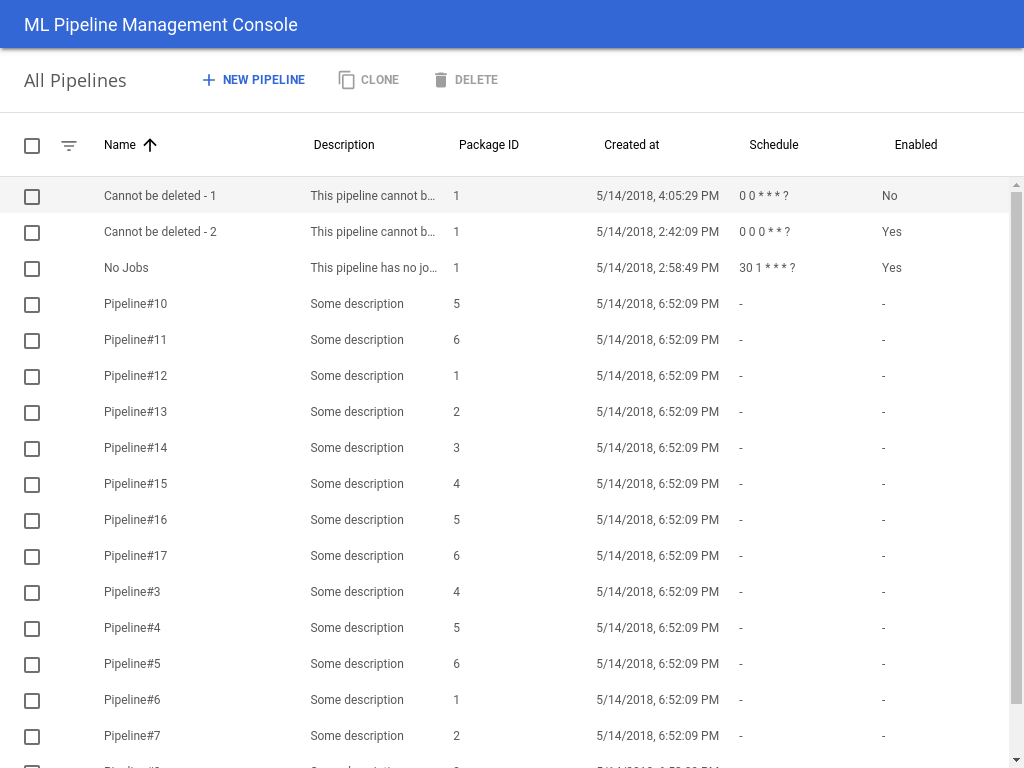 ML Pipeline Management Console
All Pipelines NEW PIPELINE CLONE DELETE
Name Description Package ID Created at Schedule Enabled
Cannot be deleted - 1 This pipeline cannot b... 1 5/14/2018, 4:05:29 PM 0 0 * * * ? No
Cannot be deleted - 2 This pipeline cannot b... 1 5/14/2018, 2:42:09 PM 0 0 0 * * ? Yes
No Jobs This pipeline has no jo... 1 5/14/2018, 2:58:49 PM 30 1 * * * ? Yes
Pipeline#10 Some description 5 5/14/2018, 6:52:09 PM - -
Pipeline#11 Some description 6 5/14/2018, 6:52:09 PM - -
Pipeline#12 Some description 1 5/14/2018, 6:52:09 PM - -
Pipeline#13 Some description 2 5/14/2018, 6:52:09 PM - -
Pipeline#14 Some description 3 5/14/2018, 6:52:09 PM - -
Pipeline#15 Some description 4 5/14/2018, 6:52:09 PM - -
Pipeline#16 Some description 5 5/14/2018, 6:52:09 PM - -
Pipeline#17 Some description 6 5/14/2018, 6:52:09 PM - -
Pipeline#3 Some description 4 5/14/2018, 6:52:09 PM - -
Pipeline#4 Some description 5 5/14/2018, 6:52:09 PM - -
Pipeline#5 Some description 6 5/14/2018, 6:52:09 PM - -
Pipeline#6 Some description 1 5/14/2018, 6:52:09 PM - -
Pipeline#7 Some description 2 5/14/2018, 6:52:09 PM - -